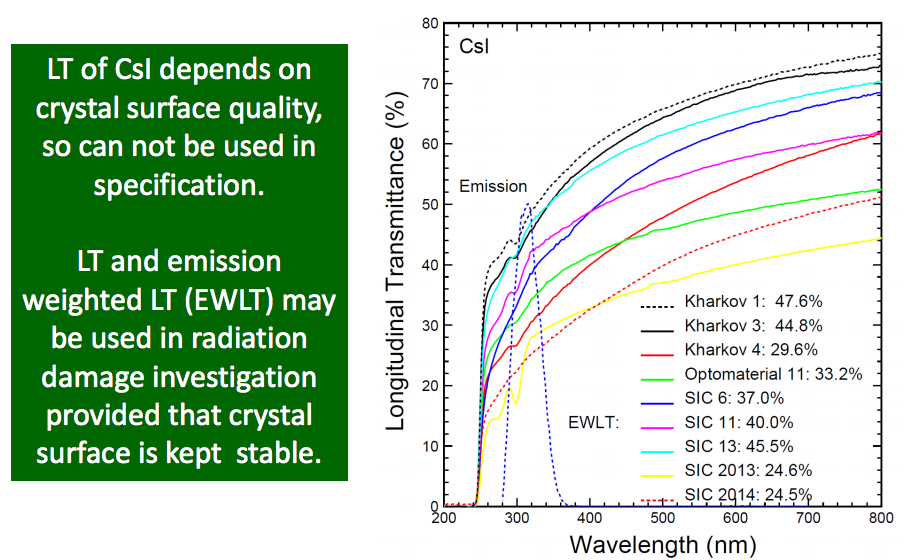 LT of CsI depends on
crystal surface quality,
so can not be used in
specification.
LT and emission
weighted LT (EWLT) may
be used in radiation
damage investigation
provided that crystal
surface is kept stable.
80
70
60
50
40
30
20
10
0
Longitudinal Transmittance (%)
CsI
Emission
EWLT:
Kharkov 1: 47.6%
Kharkov 3: 44.8%
Kharkov 4: 29.6%
Optomaterial 11: 33.2%
SIC 6: 37.0%
SIC 11: 40.0%
SIC 13: 45.5%
SIC 2013: 24.6%
SIC 2014: 24.5%
200 300 400 500 600 700 800
Wavelength (nm)